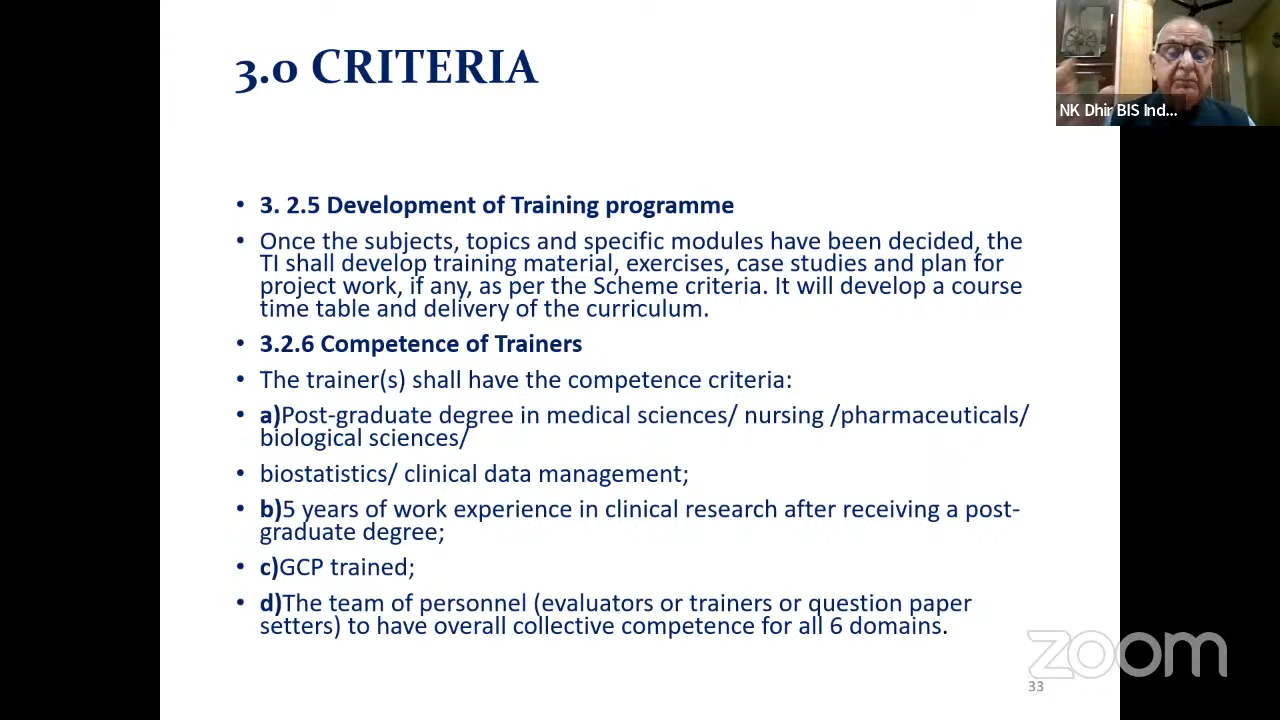 3.0 CRITERIA
NK Dhir BIS Ind...
• 3. 2.5 Development of Training programme
• Once the subjects, topics and specific modules have been decided, the
TI shall develop training material, exercises, case studies and plan for
project work, if any, as per the Scheme criteria. It will develop a course
time table and delivery of the curriculum.
• 3.2.6 Competence of Trainers
• The trainer(s) shall have the competence criteria:
• a)Post-graduate degree in medical sciences/ nursing /pharmaceuticals/
biological sciences/
• biostatistics/ clinical data management;
• b)5 years of work experience in clinical research after receiving a post-
graduate degree;
• c)GCP trained;
• d)The team of personnel (evaluators or trainers or question paper
setters) to have overall collective competence for all 6 domains.
zoom
33